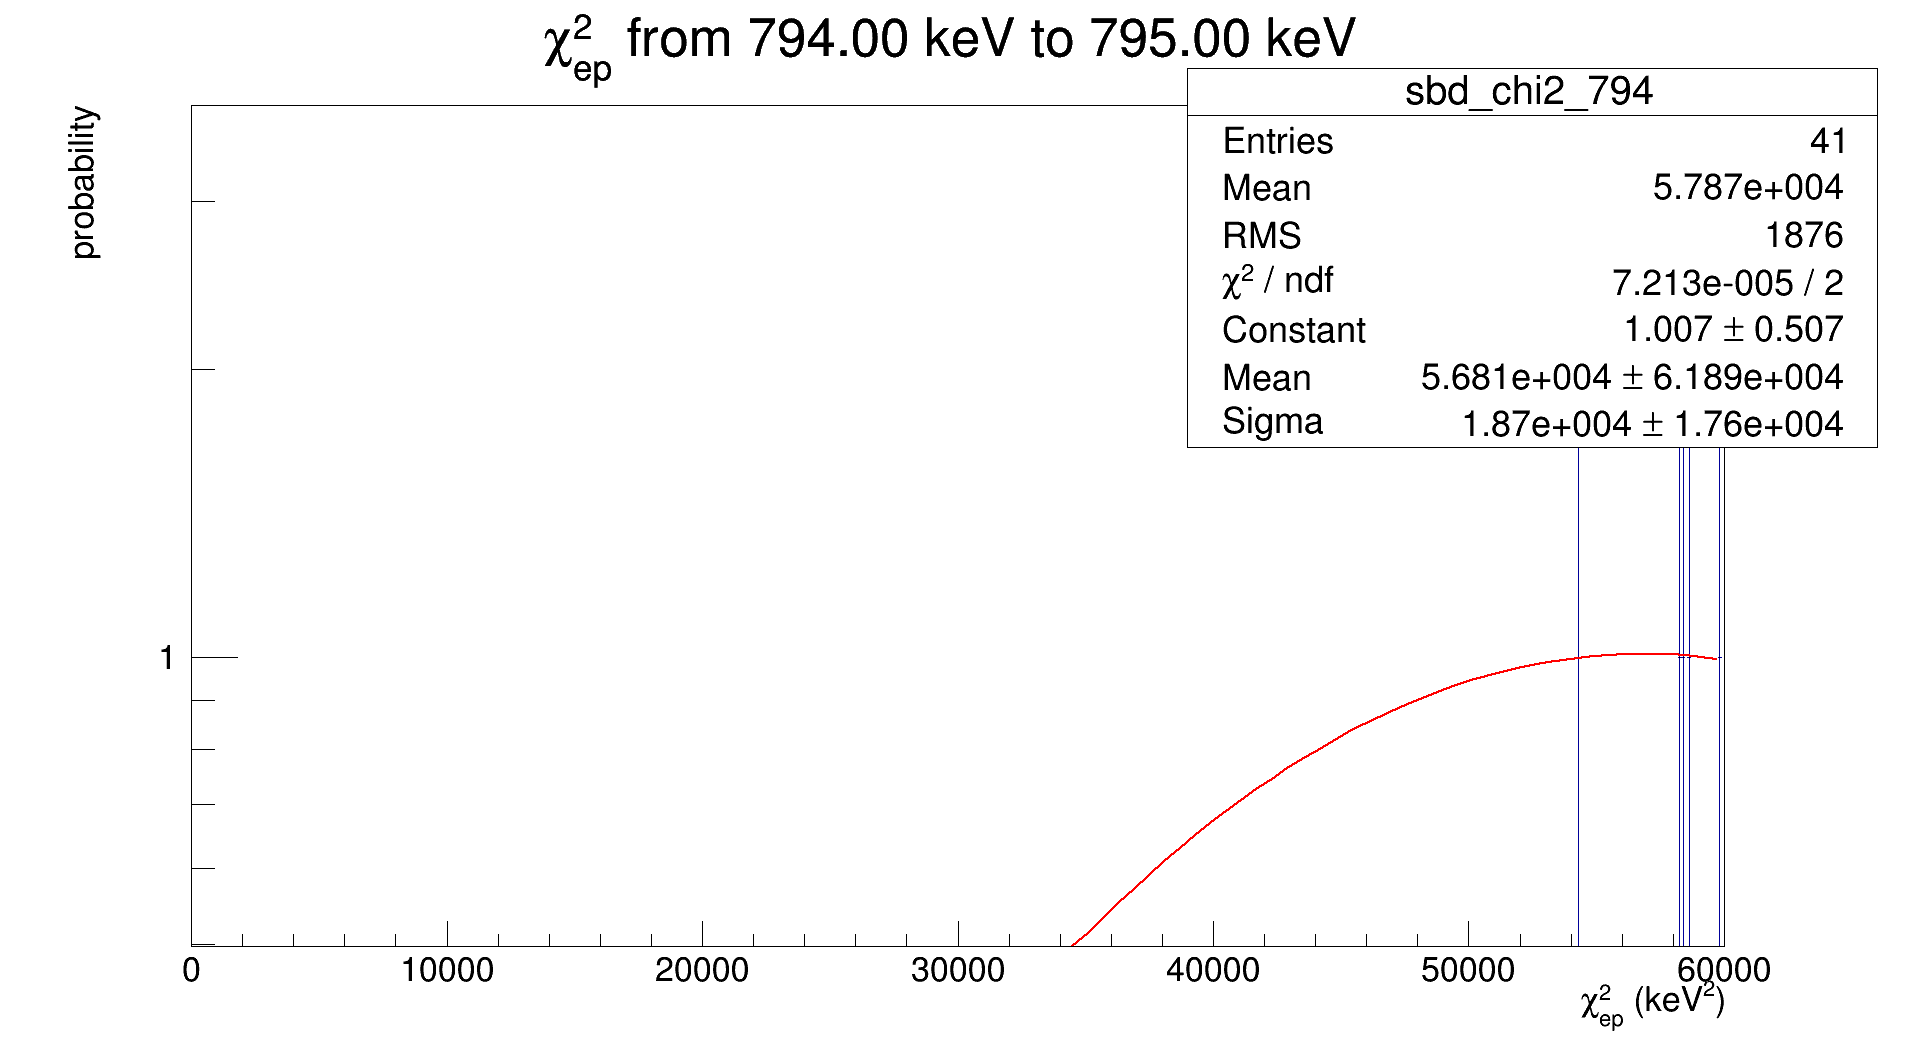 χ²ep from 794.00 keV to 795.00 keV
probability
sbd_chi2_794
Entries 41
Mean 5.787e+004
RMS 1876
χ² / ndf 7.213e-005 / 2
Constant 1.007 ± 0.507
Mean 5.681e+004 ± 6.189e+004
Sigma 1.87e+004 ± 1.76e+004
1
0 10000 20000 30000 40000 50000 60000
χ²ep (keV²)